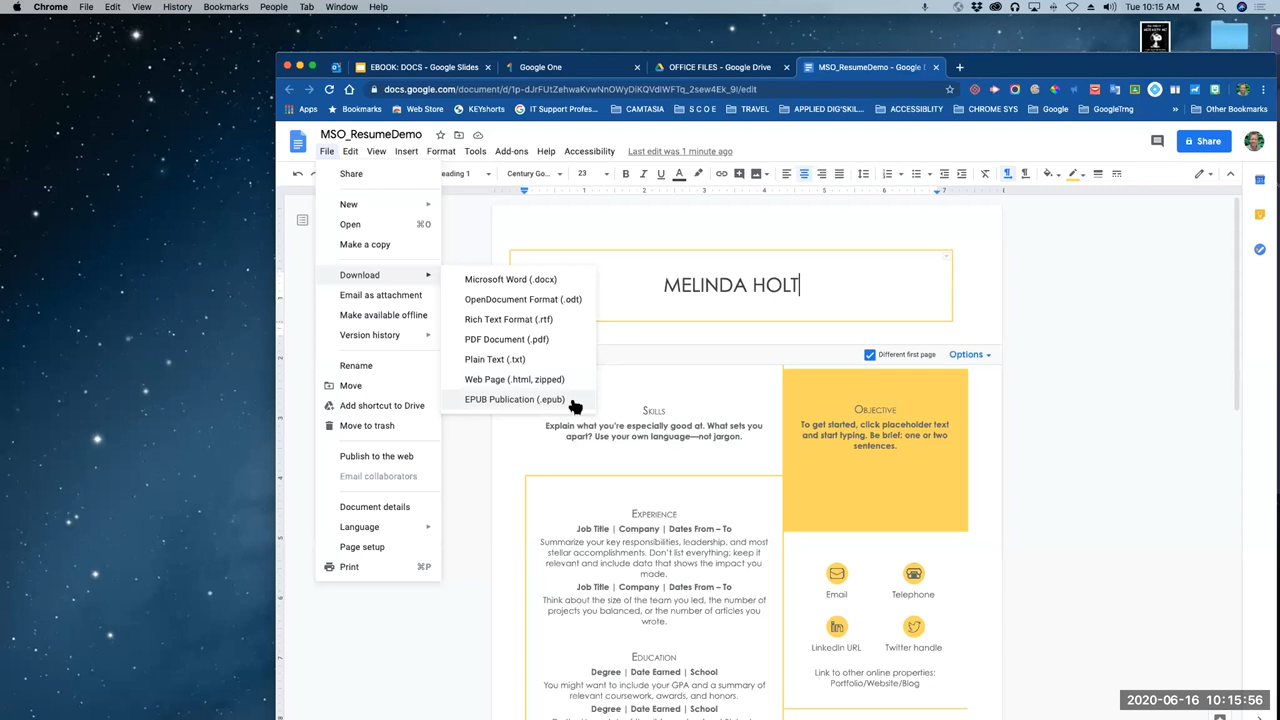 Chrome File Edit View History Bookmarks People Tab Window Help
Tue 10:15 AM
EBOOK: DOCS - Google Slides
Google One
OFFICE FILES - Google Drive
MSO_ResumeDemo - Google
docs.google.com/document/d/1p-dJrFUtZehwaKvwNnOWyDiKQVdIWFTq_2sew4Ek_9I/edit
Apps Bookmarks Web Store KEYshorts IT Support Profes... CAMTASIA S C O E TRAVEL APPLIED DIG'SKIL... ACCESSIBLITY CHROME SYS Google GoogleTrng Other Bookmarks
MSO_ResumeDemo
File Edit View Insert Format Tools Add-ons Help Accessibility Last edit was 1 minute ago
Share
eading 1 Century Go... 23
Share
New
Open ⌘O
Make a copy
Download
Email as attachment
Make available offline
Version history
Rename
Move
Add shortcut to Drive
Move to trash
Publish to the web
Email collaborators
Document details
Language
Page setup
Print ⌘P
Microsoft Word (.docx)
OpenDocument Format (.odt)
Rich Text Format (.rtf)
PDF Document (.pdf)
Plain Text (.txt)
Web Page (.html, zipped)
EPUB Publication (.epub)
1 2 3 4 5 6 7
MELINDA HOLT
Different first page Options
Skills
Explain what you're especially good at. What sets you
apart? Use your own language—not jargon.
Objective
To get started, click placeholder text
and start typing. Be brief: one or two
sentences.
Experience
Job Title | Company | Dates From – To
Summarize your key responsibilities, leadership, and most
stellar accomplishments. Don't list everything; keep it
relevant and include data that shows the impact you
made.
Job Title | Company | Dates From – To
Think about the size of the team you led, the number of
projects you balanced, or the number of articles you
wrote.
Education
Degree | Date Earned | School
You might want to include your GPA and a summary of
relevant coursework, awards, and honors.
Degree | Date Earned | School
Email
Telephone
LinkedIn URL
Twitter handle
Link to other online properties:
Portfolio/Website/Blog
2020-06-16 10:15:56